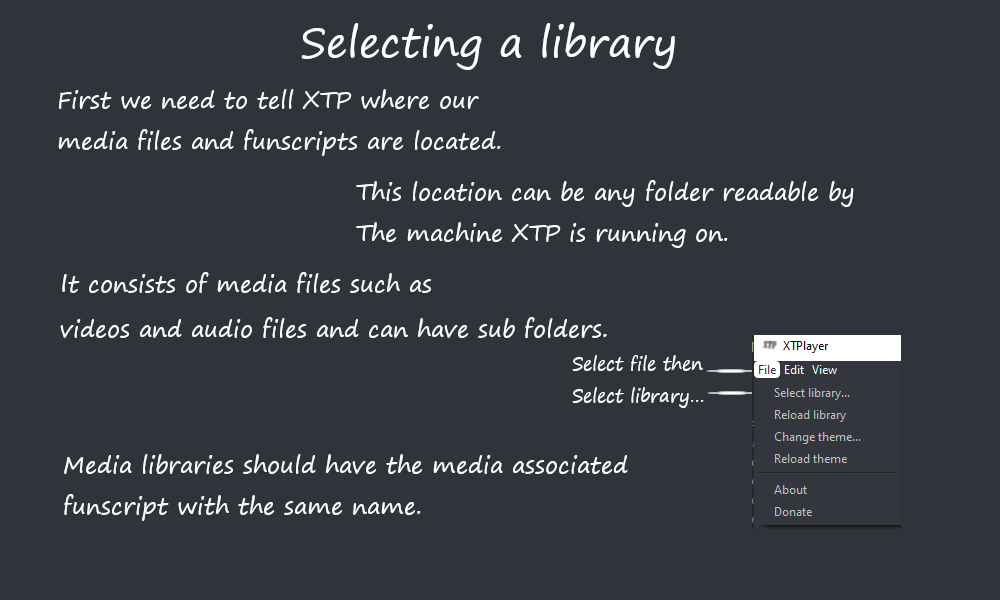 Selecting a library
First we need to tell XTP where our
media files and funscripts are located.
This location can be any folder readable by
The machine XTP is running on.
It consists of media files such as
videos and audio files and can have sub folders.
Select file then
Select library...
XTP XTPlayer
File Edit View
Select library...
Reload library
Change theme...
Reload theme
About
Donate
Media libraries should have the media associated
funscript with the same name.